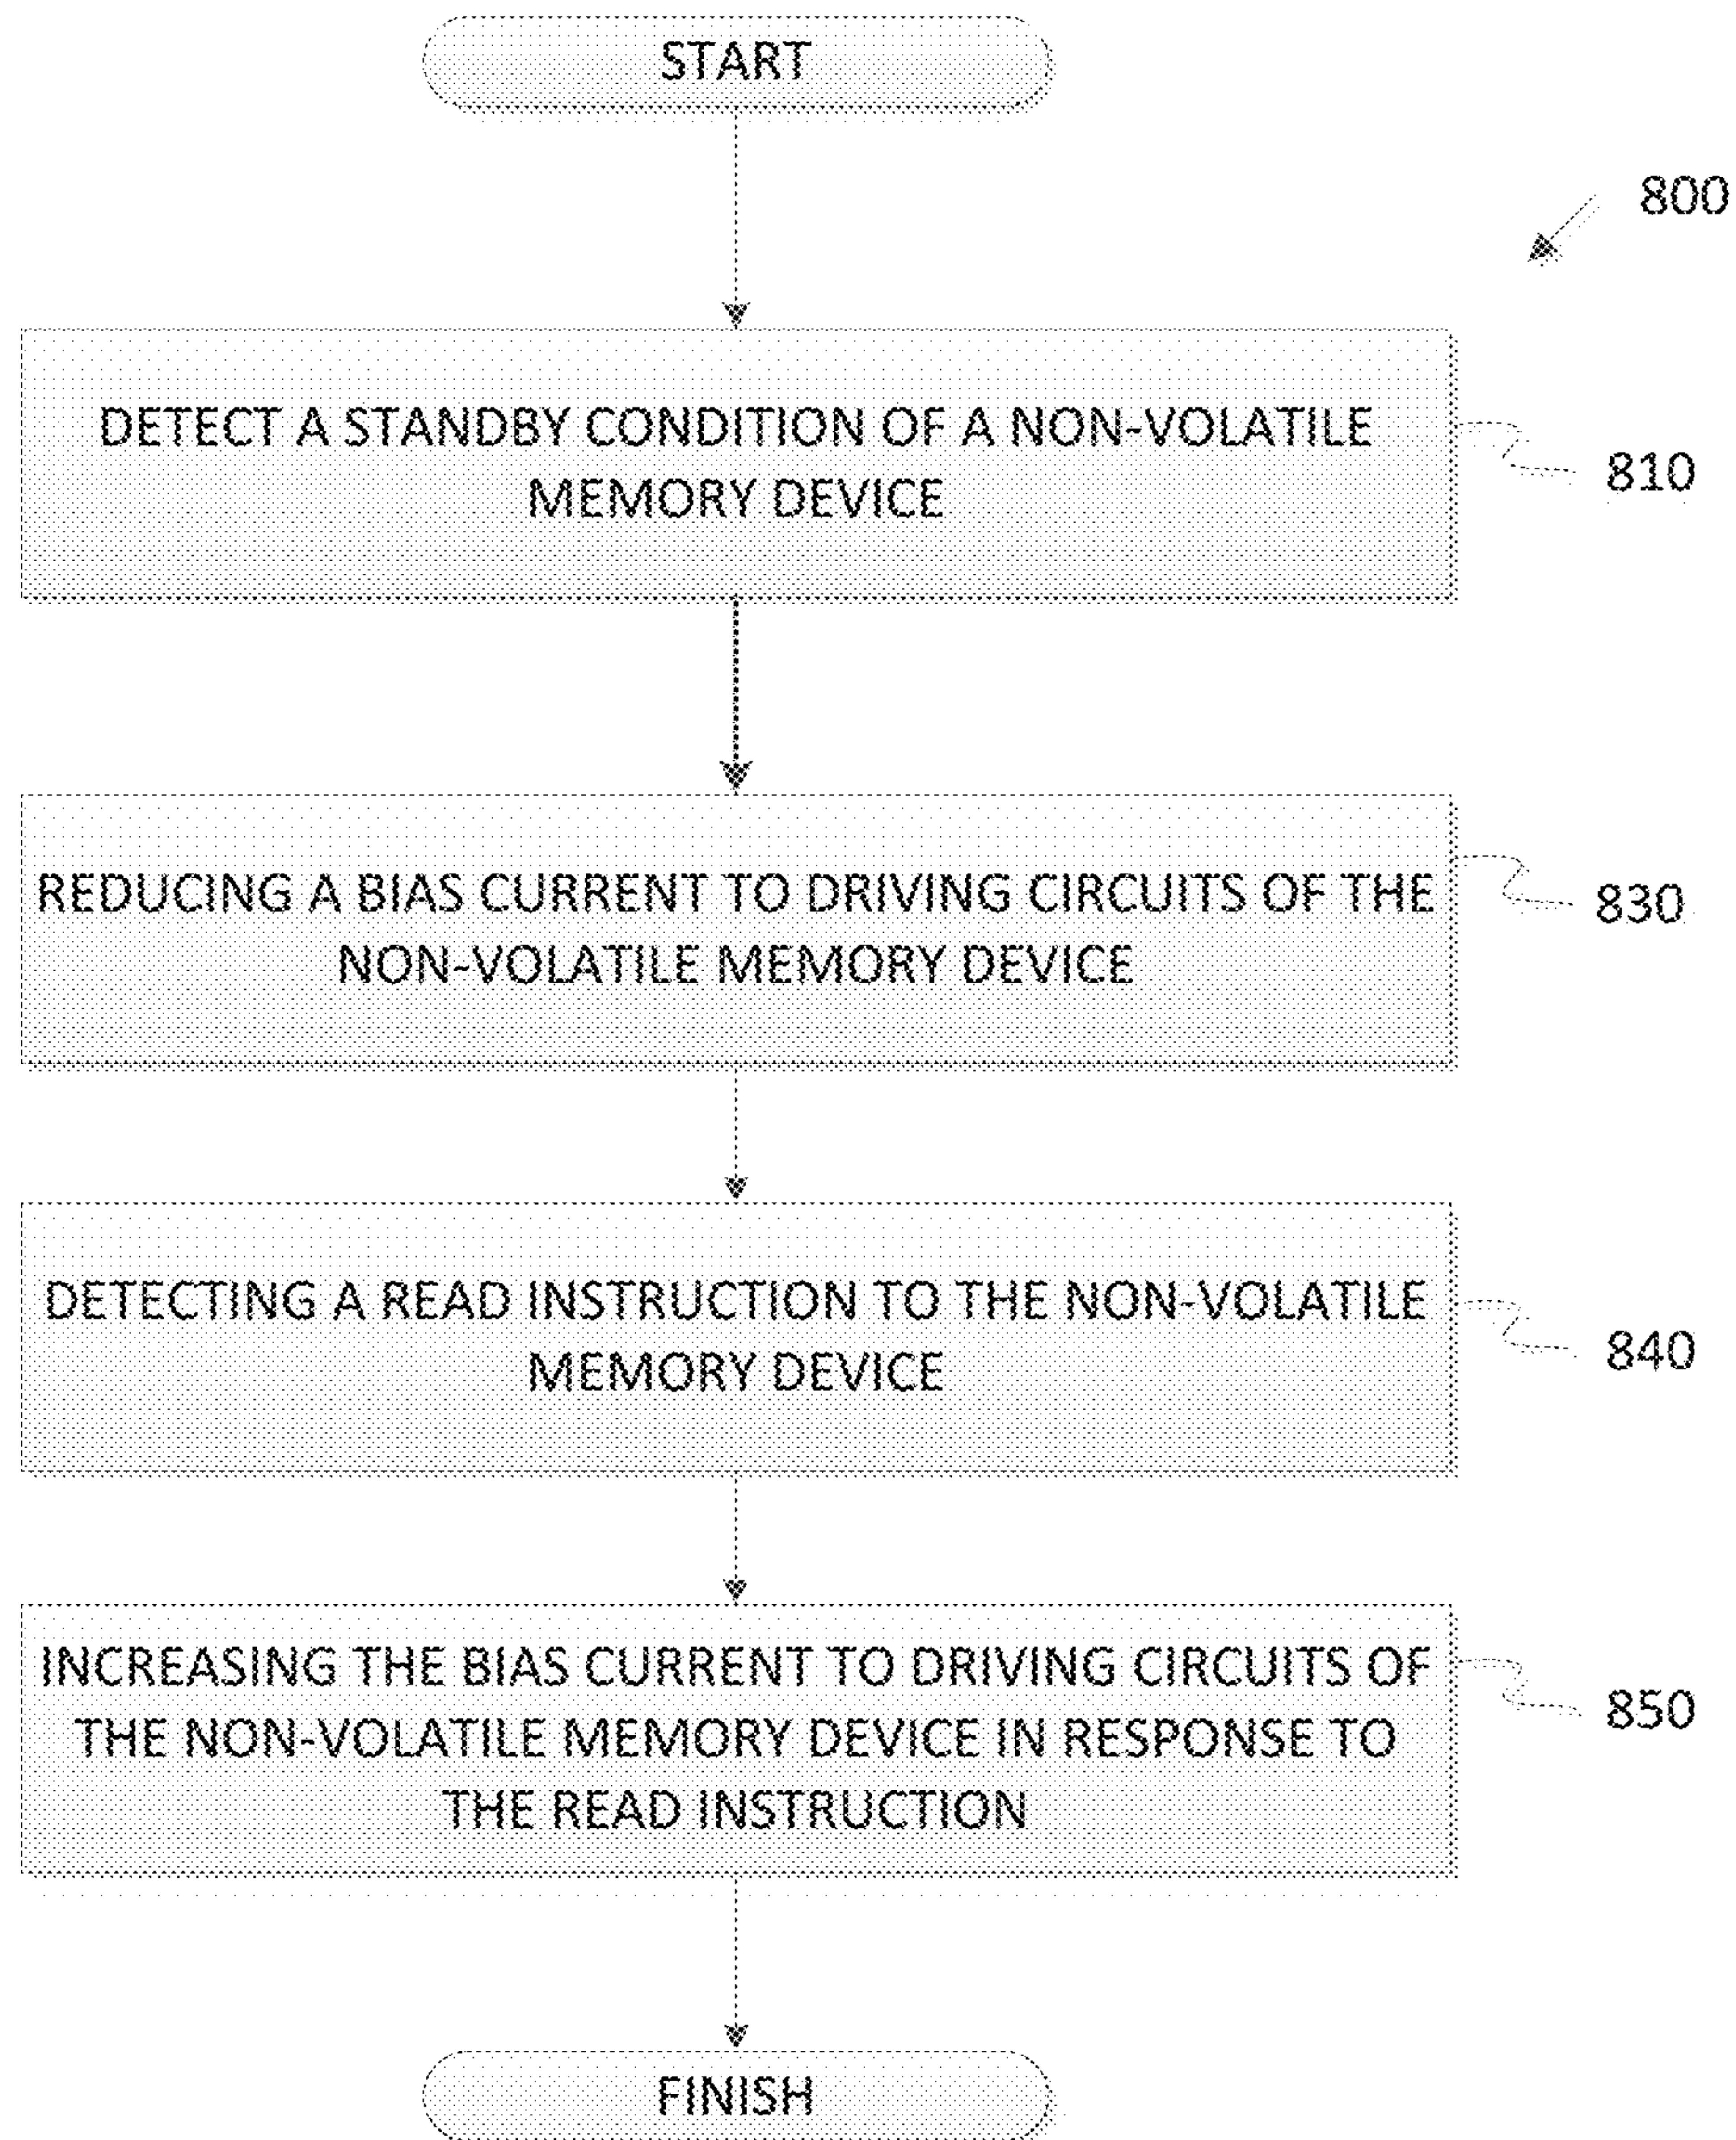 START
800
DETECT A STANDBY CONDITION OF A NON-VOLATILE
MEMORY DEVICE
810
REDUCING A BIAS CURRENT TO DRIVING CIRCUITS OF THE
NON-VOLATILE MEMORY DEVICE
830
DETECTING A READ INSTRUCTION TO THE NON-VOLATILE
MEMORY DEVICE
840
INCREASING THE BIAS CURRENT TO DRIVING CIRCUITS OF
THE NON-VOLATILE MEMORY DEVICE IN RESPONSE TO
THE READ INSTRUCTION
850
FINISH